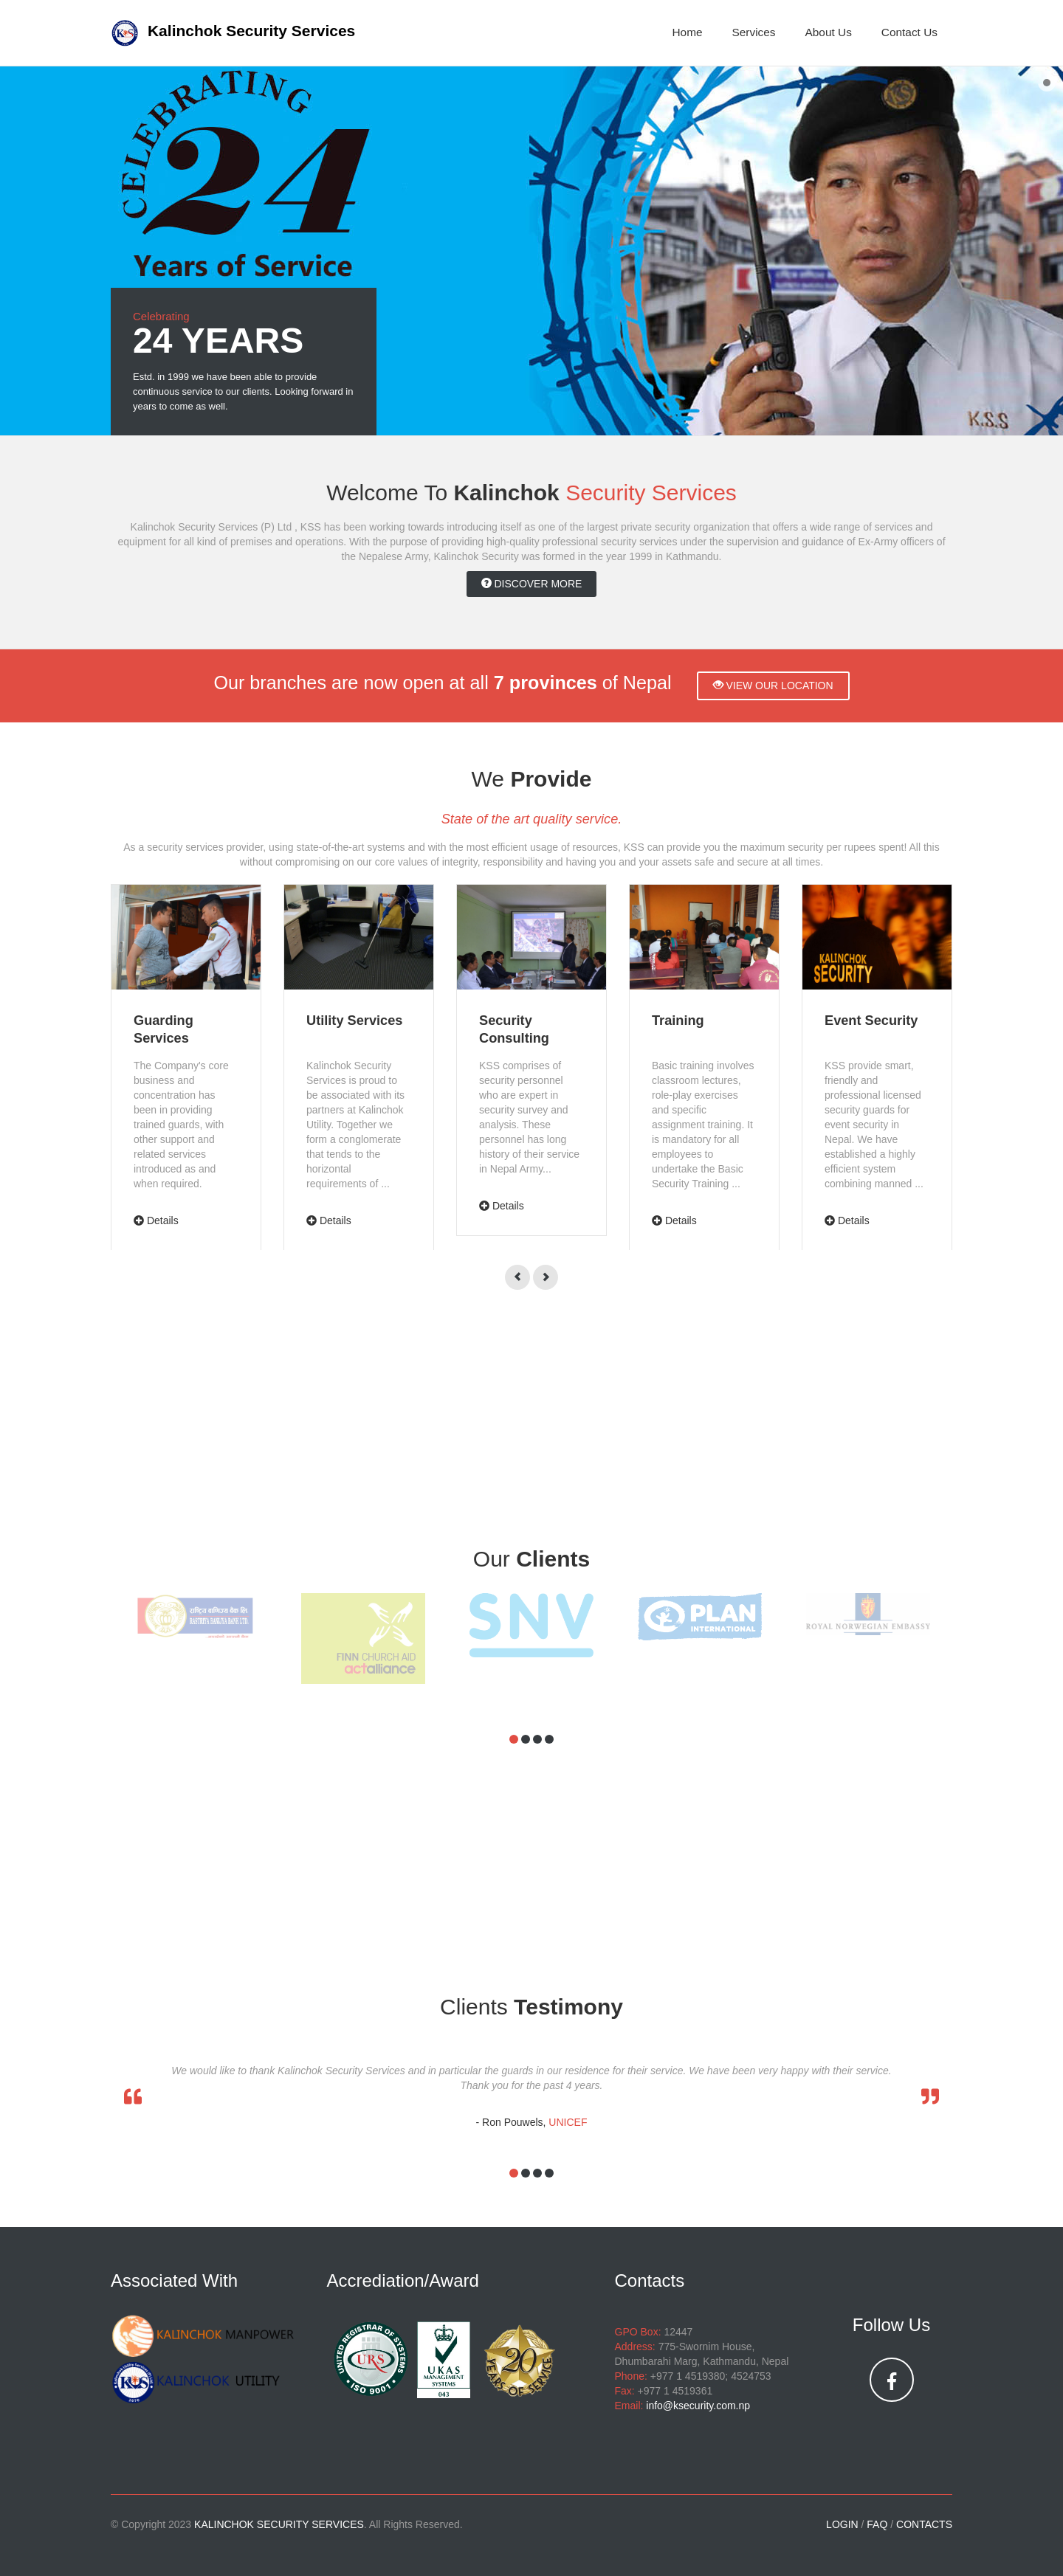 Kalinchok Security Services
Home
Services
About Us
Contact Us
CELEBRATING
24
Years of Service
Celebrating
24 YEARS
Estd. in 1999 we have been able to provide
continuous service to our clients. Looking forward in
years to come as well.
K.S.S
Welcome To Kalinchok Security Services
Kalinchok Security Services (P) Ltd , KSS has been working towards introducing itself as one of the largest private security organization that offers a wide range of services and
equipment for all kind of premises and operations. With the purpose of providing high-quality professional security services under the supervision and guidance of Ex-Army officers of
the Nepalese Army, Kalinchok Security was formed in the year 1999 in Kathmandu.
DISCOVER MORE
Our branches are now open at all 7 provinces of Nepal
VIEW OUR LOCATION
We Provide
State of the art quality service.
As a security services provider, using state-of-the-art systems and with the most efficient usage of resources, KSS can provide you the maximum security per rupees spent! All this
without compromising on our core values of integrity, responsibility and having you and your assets safe and secure at all times.
KALINCHOK
SECURITY
Guarding
Services
The Company's core
business and
concentration has
been in providing
trained guards, with
other support and
related services
introduced as and
when required.
Details
Utility Services
Kalinchok Security
Services is proud to
be associated with its
partners at Kalinchok
Utility. Together we
form a conglomerate
that tends to the
horizontal
requirements of ...
Details
Security
Consulting
KSS comprises of
security personnel
who are expert in
security survey and
analysis. These
personnel has long
history of their service
in Nepal Army...
Details
Training
Basic training involves
classroom lectures,
role-play exercises
and specific
assignment training. It
is mandatory for all
employees to
undertake the Basic
Security Training ...
Details
Event Security
KSS provide smart,
friendly and
professional licensed
security guards for
event security in
Nepal. We have
established a highly
efficient system
combining manned ...
Details
Our Clients
राष्ट्रिय वाणिज्य बैंक लि.
RASTRIYA BANIJYA BANK LTD.
FINN CHURCH AID
actalliance
SNV
PLAN
INTERNATIONAL
ROYAL NORWEGIAN EMBASSY
Clients Testimony
We would like to thank Kalinchok Security Services and in particular the guards in our residence for their service. We have been very happy with their service.
Thank you for the past 4 years.
- Ron Pouwels, UNICEF
Associated With
KALINCHOK MANPOWER
KALINCHOK UTILITY
Accrediation/Award
UNITED REGISTRAR OF SYSTEMS
URS
ISO 9001
UKAS
MANAGEMENT
SYSTEMS
043
20
YEARS OF SERVICE
Contacts
GPO Box: 12447
Address: 775-Swornim House,
Dhumbarahi Marg, Kathmandu, Nepal
Phone: +977 1 4519380; 4524753
Fax: +977 1 4519361
Email: info@ksecurity.com.np
Follow Us
© Copyright 2023 KALINCHOK SECURITY SERVICES. All Rights Reserved.
LOGIN / FAQ / CONTACTS